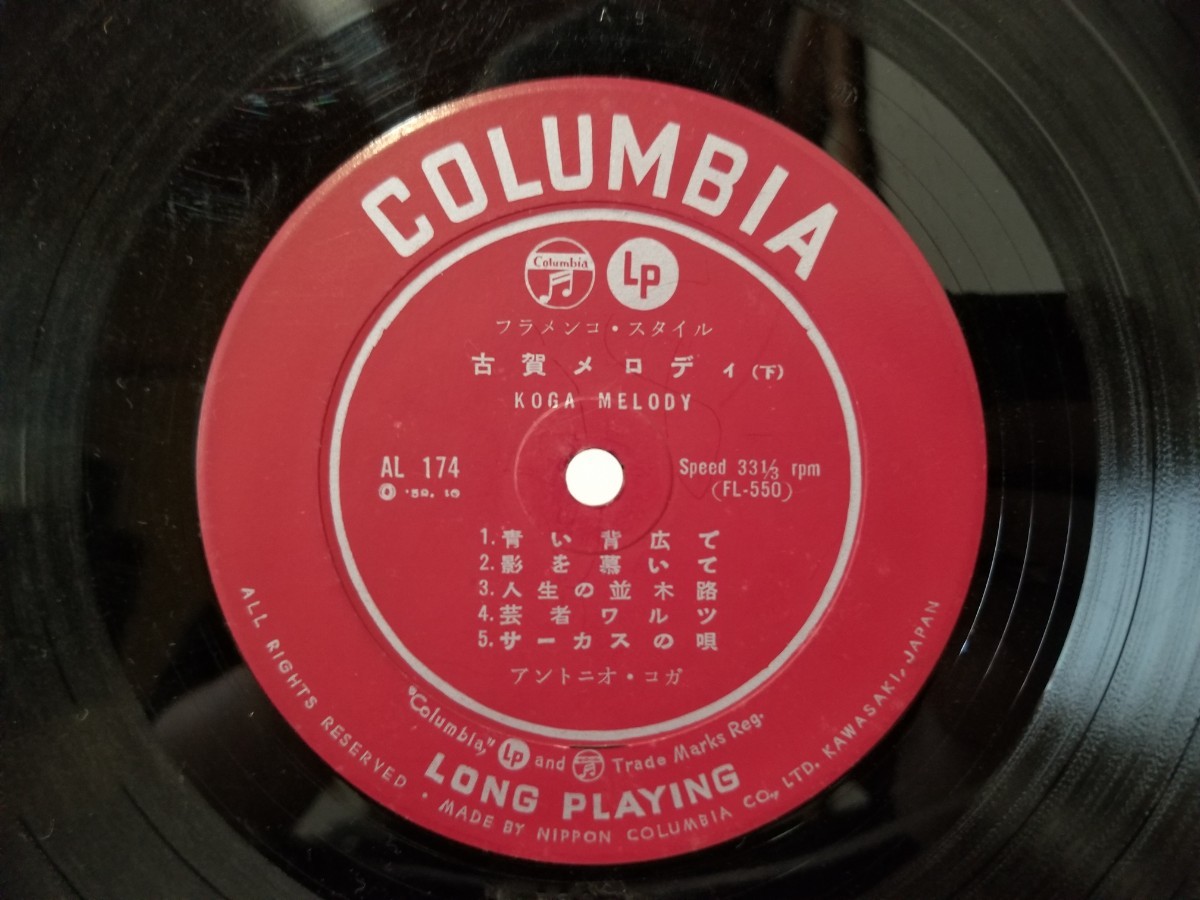 COLUMBIA
Columbia
LP
フラメンコ・スタイル
古賀メロディ(下)
KOGA MELODY
AL 174
Speed 33 1/3 rpm
(FL-550)
1. 青い背広で
2. 影を慕いて
3. 人生の並木路
4. 芸者ワルツ
5. サーカスの唄
アントニオ・コガ
"Columbia," LP and Trade Marks Reg.
LONG PLAYING
ALL RIGHTS RESERVED・MADE BY NIPPON COLUMBIA CO., LTD. KAWASAKI, JAPAN